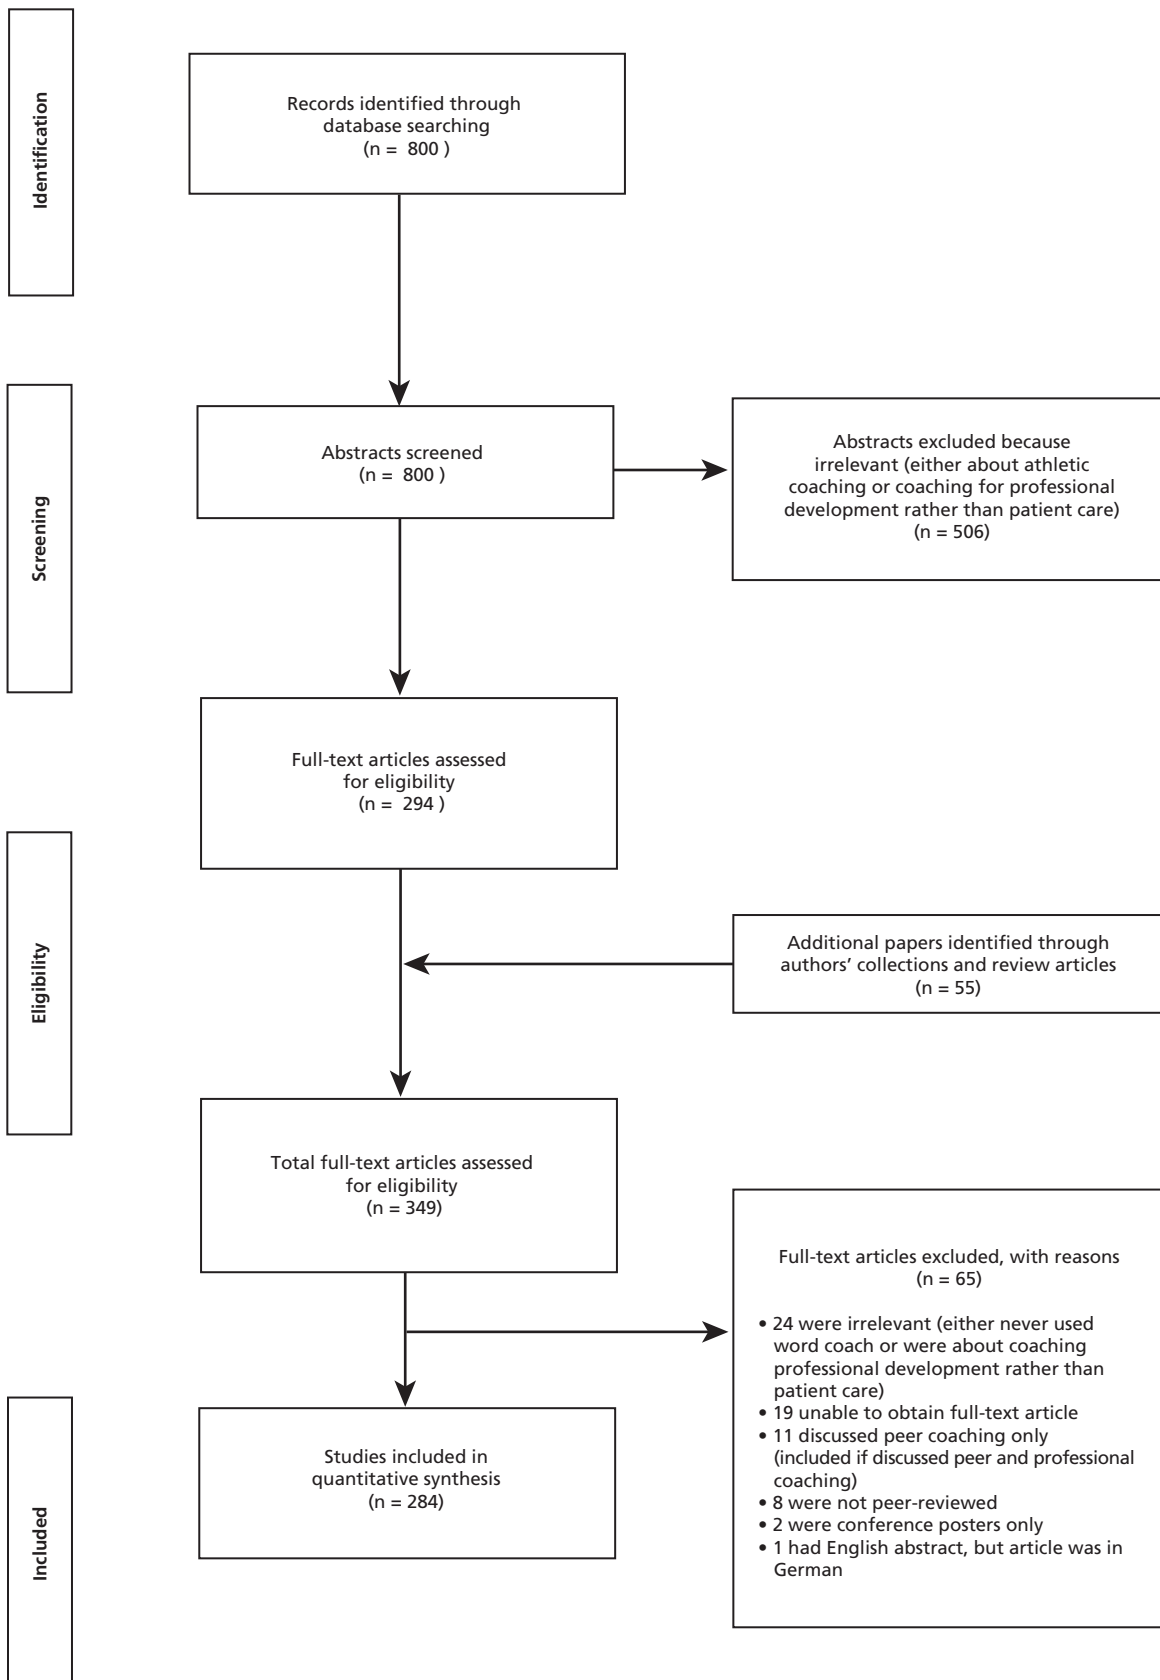 Identification
Records identified through
database searching
(n = 800 )
Screening
Abstracts screened
(n = 800 )
Abstracts excluded because
irrelevant (either about athletic
coaching or coaching for professional
development rather than patient care)
(n = 506)
Full-text articles assessed
for eligibility
(n = 294 )
Eligibility
Additional papers identified through
authors’ collections and review articles
(n = 55)
Total full-text articles assessed
for eligibility
(n = 349)
Full-text articles excluded, with reasons
(n = 65)
• 24 were irrelevant (either never used
word coach or were about coaching
professional development rather than
patient care)
• 19 unable to obtain full-text article
• 11 discussed peer coaching only
(included if discussed peer and professional
coaching)
• 8 were not peer-reviewed
• 2 were conference posters only
• 1 had English abstract, but article was in
German
Included
Studies included in
quantitative synthesis
(n = 284)